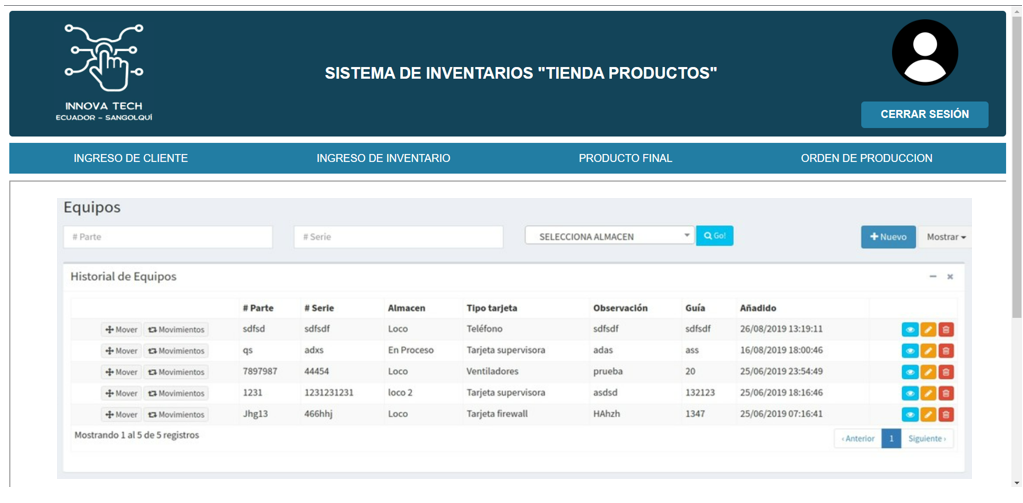 INNOVA TECH
ECUADOR – SANGOLQUÍ
SISTEMA DE INVENTARIOS "TIENDA PRODUCTOS"
CERRAR SESIÓN
INGRESO DE CLIENTE INGRESO DE INVENTARIO PRODUCTO FINAL ORDEN DE PRODUCCION
Equipos
# Parte # Serie SELECCIONA ALMACEN Go! Nuevo Mostrar
Historial de Equipos
# Parte # Serie Almacen Tipo tarjeta Observación Guía Añadido
Mover Movimientos sdfsd sdfsdf Loco Teléfono sdfsdf sdfsdf 26/08/2019 13:19:11
Mover Movimientos qs adxs En Proceso Tarjeta supervisora adas ass 16/08/2019 18:00:46
Mover Movimientos 7897987 44454 Loco Ventiladores prueba 20 25/06/2019 23:54:49
Mover Movimientos 1231 1231231231 loco 2 Tarjeta supervisora asdsd 132123 25/06/2019 18:16:46
Mover Movimientos Jhg13 466hhj Loco Tarjeta firewall HAhzh 1347 25/06/2019 07:16:41
Mostrando 1 al 5 de 5 registros
‹ Anterior 1 Siguiente ›